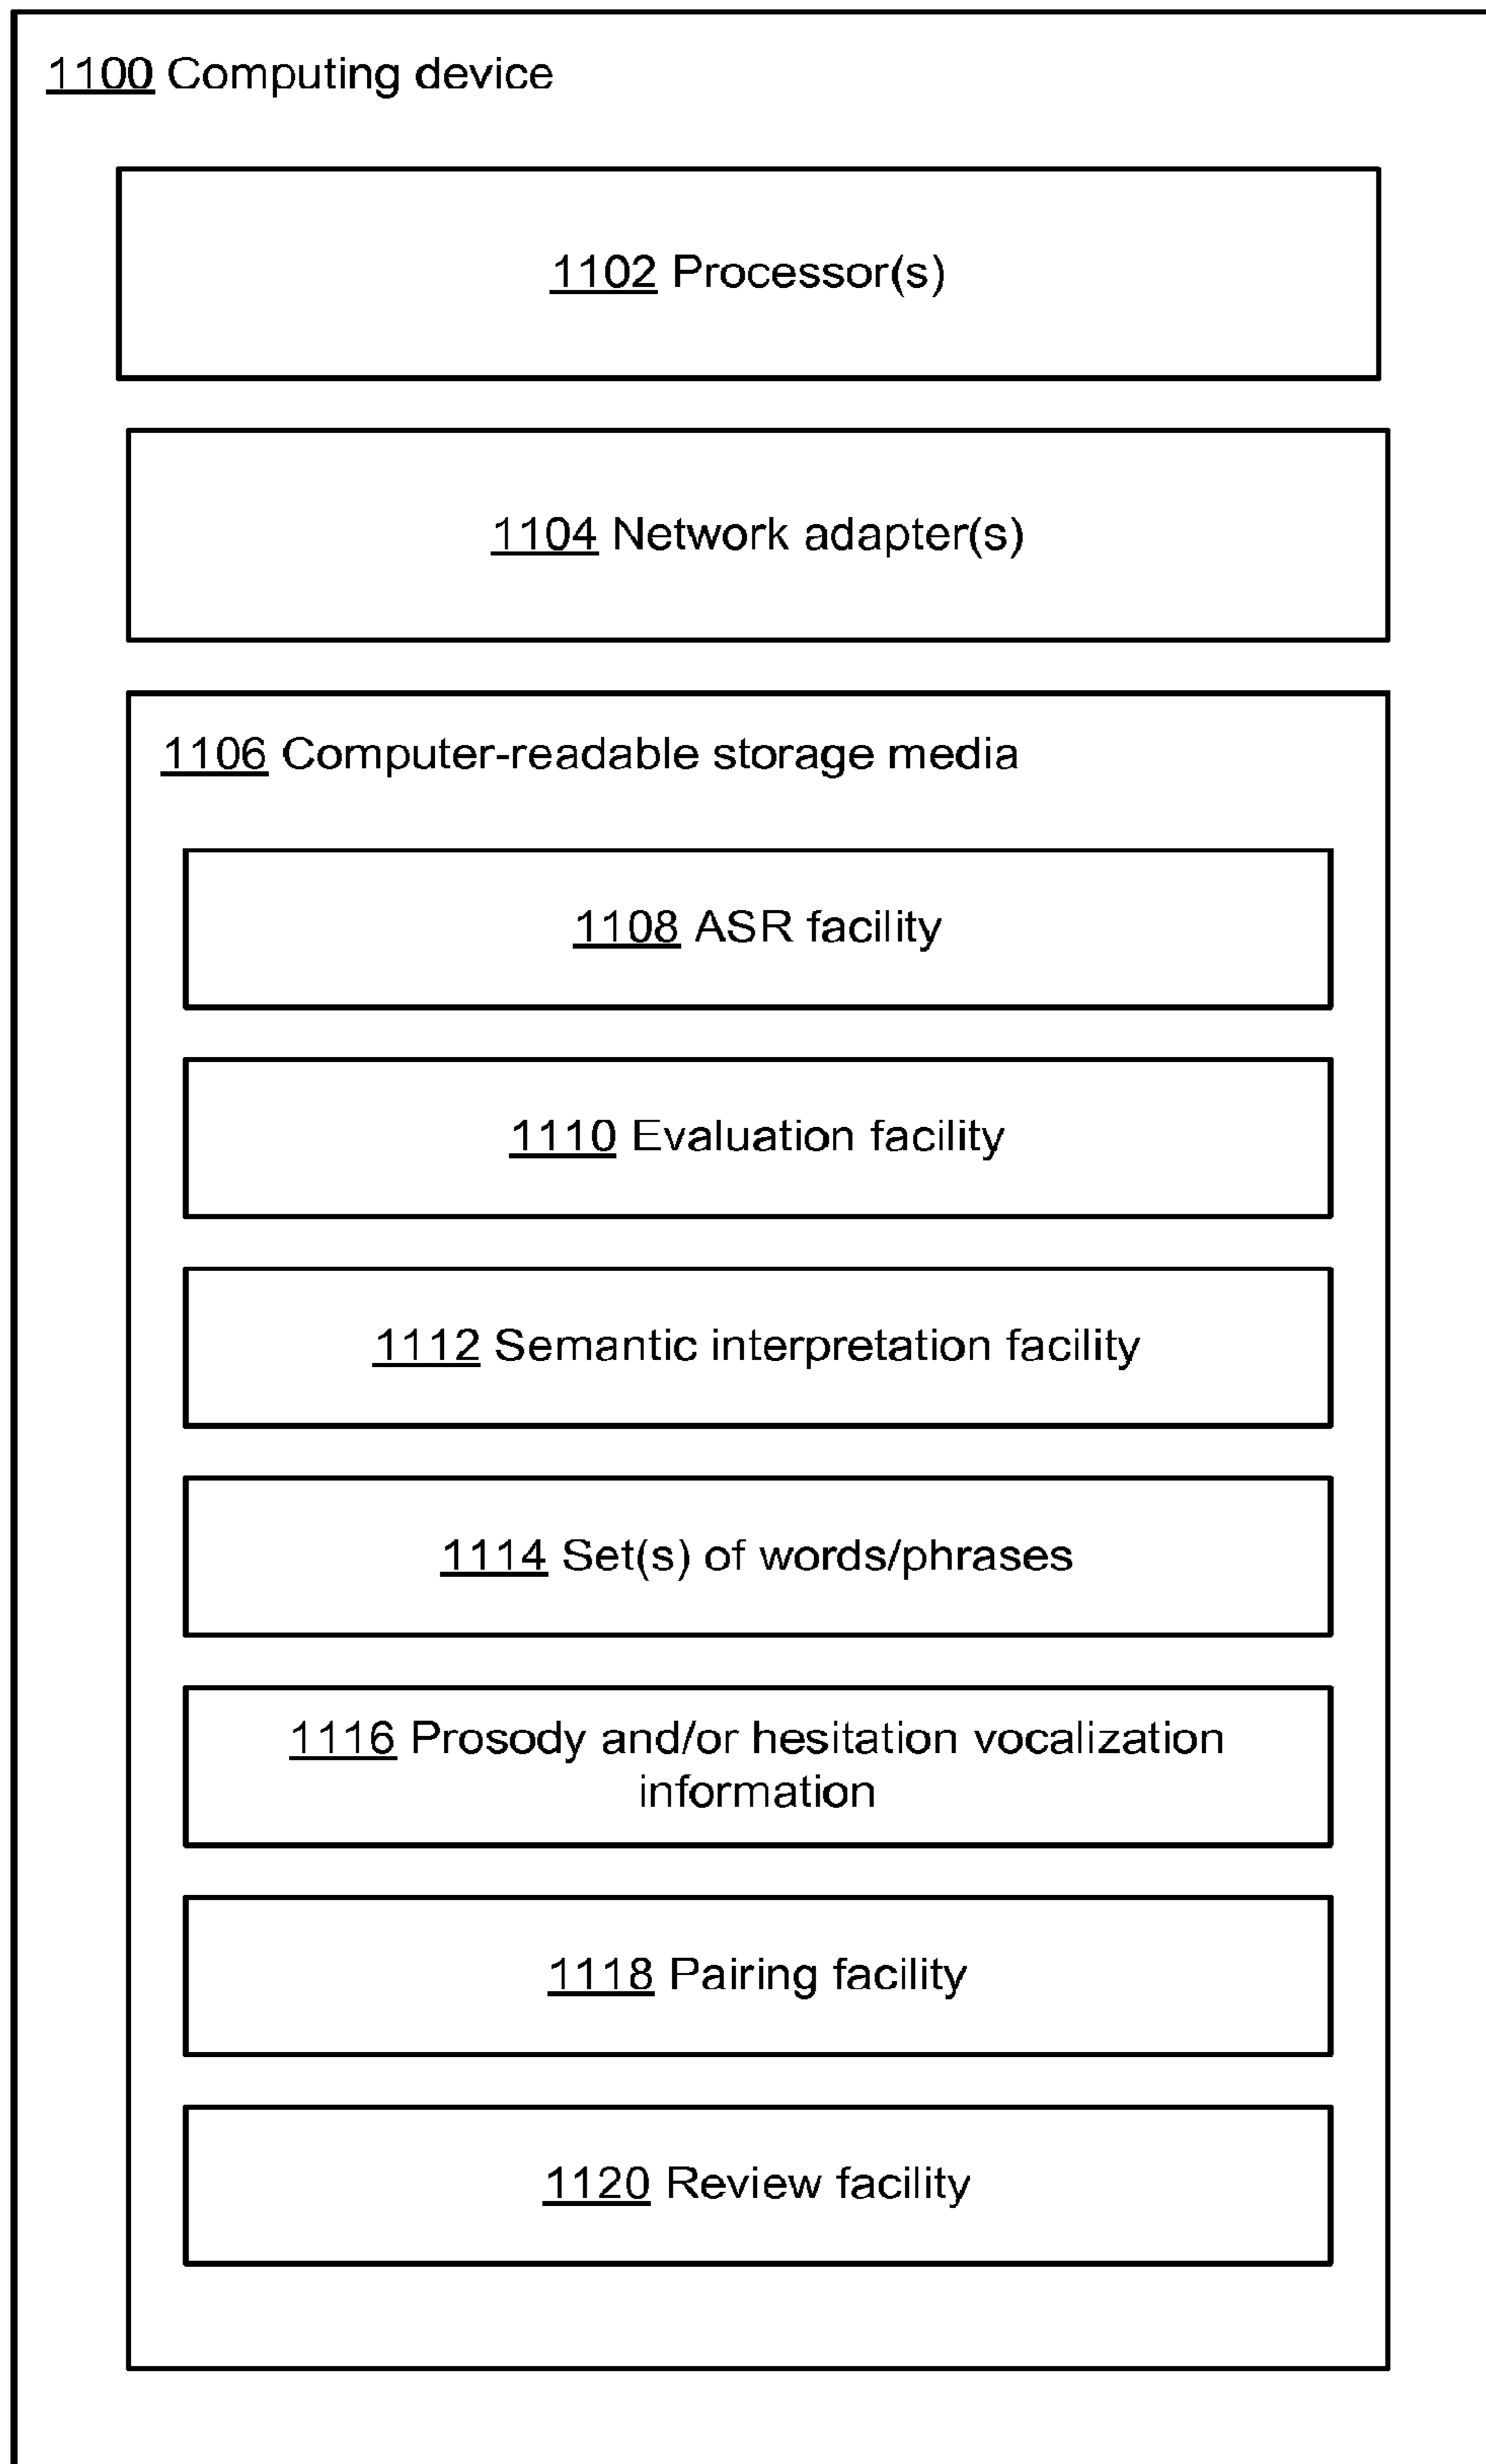 1100 Computing device
1102 Processor(s)
1104 Network adapter(s)
1106 Computer-readable storage media
1108 ASR facility
1110 Evaluation facility
1112 Semantic interpretation facility
1114 Set(s) of words/phrases
1116 Prosody and/or hesitation vocalization
information
1118 Pairing facility
1120 Review facility